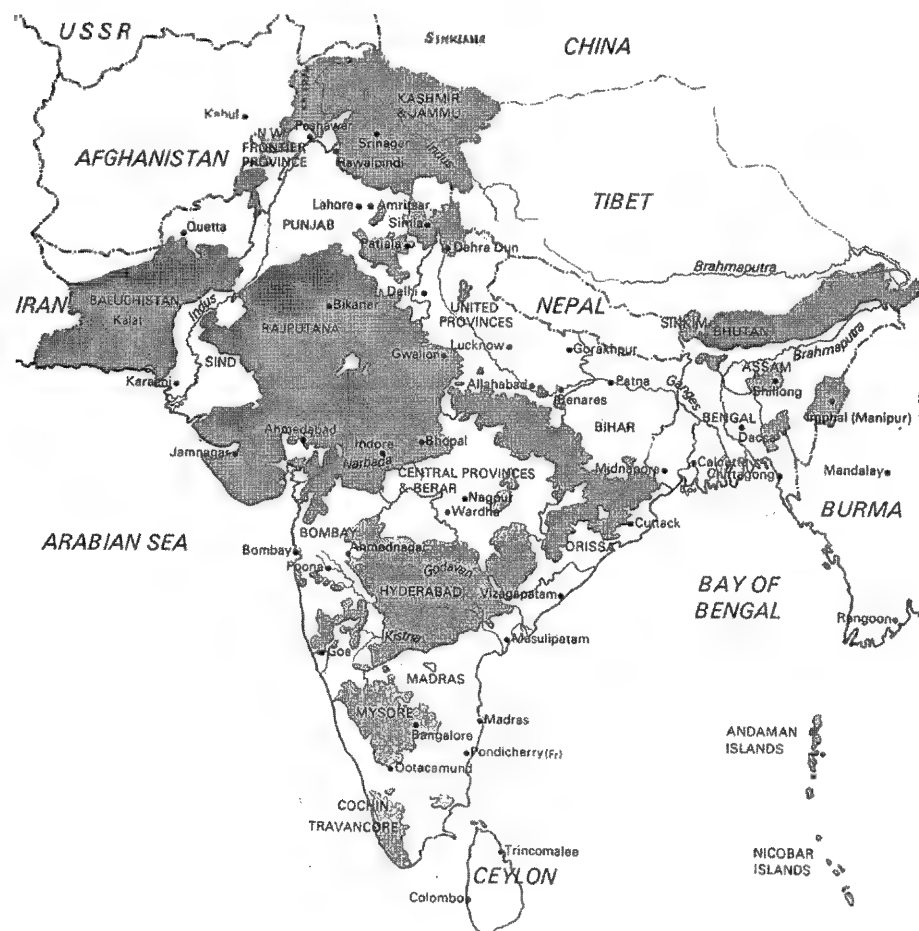 USSR
SINKIANG
CHINA
KASHMIR
& JAMMU
Kabul
Peshawar
N.W.
FRONTIER
PROVINCE
Srinagar
Rawalpindi
Indus
AFGHANISTAN
TIBET
Lahore
Amritsar
PUNJAB
Simla
Quetta
Patiala
Dehra Dun
Brahmaputra
IRAN
BALUCHISTAN
Kalat
Indus
Bikaner
Delhi
RAJPUTANA
UNITED
PROVINCES
NEPAL
SIKKIM
BHUTAN
Lucknow
Gwalior
Gorakhpur
SIND
Brahmaputra
ASSAM
Shillong
Karachi
Allahabad
Benares
Patna
Ganges
Imphal (Manipur)
BENGAL
Dacca
BIHAR
Ahmedabad
Jamnagar
Indore
Bhopal
Narbada
CENTRAL PROVINCES
& BERAR
Midnapore
Calcutta
Chittagong
Mandalay
Nagpur
Wardha
BURMA
Cuttack
ORISSA
ARABIAN SEA
BOMBAY
Bombay
Ahmednagar
Poona
Godavari
HYDERABAD
Vizagapatam
BAY OF
BENGAL
Rangoon
Kistna
Masulipatam
Goa
MADRAS
MYSORE
Madras
Bangalore
Pondicherry (Fr)
Ootacamund
ANDAMAN
ISLANDS
COCHIN
TRAVANCORE
Trincomalee
NICOBAR
ISLANDS
CEYLON
Colombo